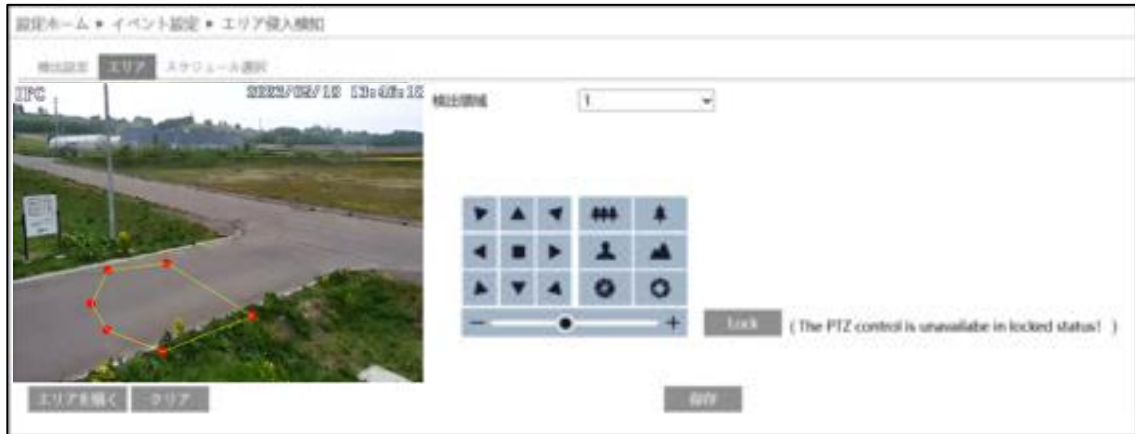 設定ホーム ▸ イベント設定 ▸ エリア侵入検知
検出設定 エリア スケジュール選択
IPC
検出領域 1
Lock ( The PTZ control is unavailabe in locked status! )
エリアを描く クリア 保存